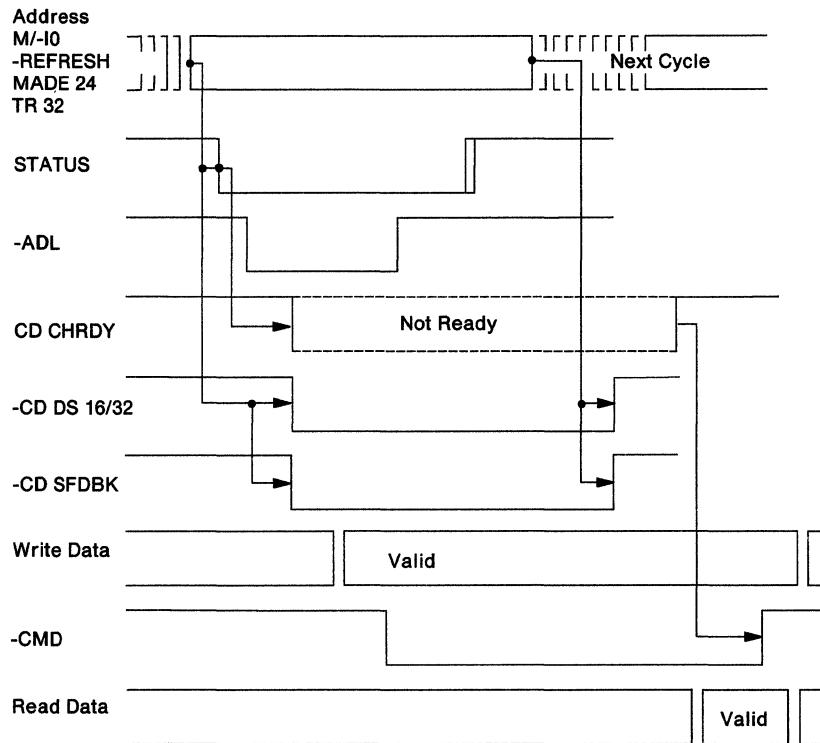 Address
M/-I0
-REFRESH
MADE 24
TR 32
Next Cycle
STATUS
-ADL
CD CHRDY
Not Ready
-CD DS 16/32
-CD SFDBK
Write Data
Valid
-CMD
Read Data
Valid